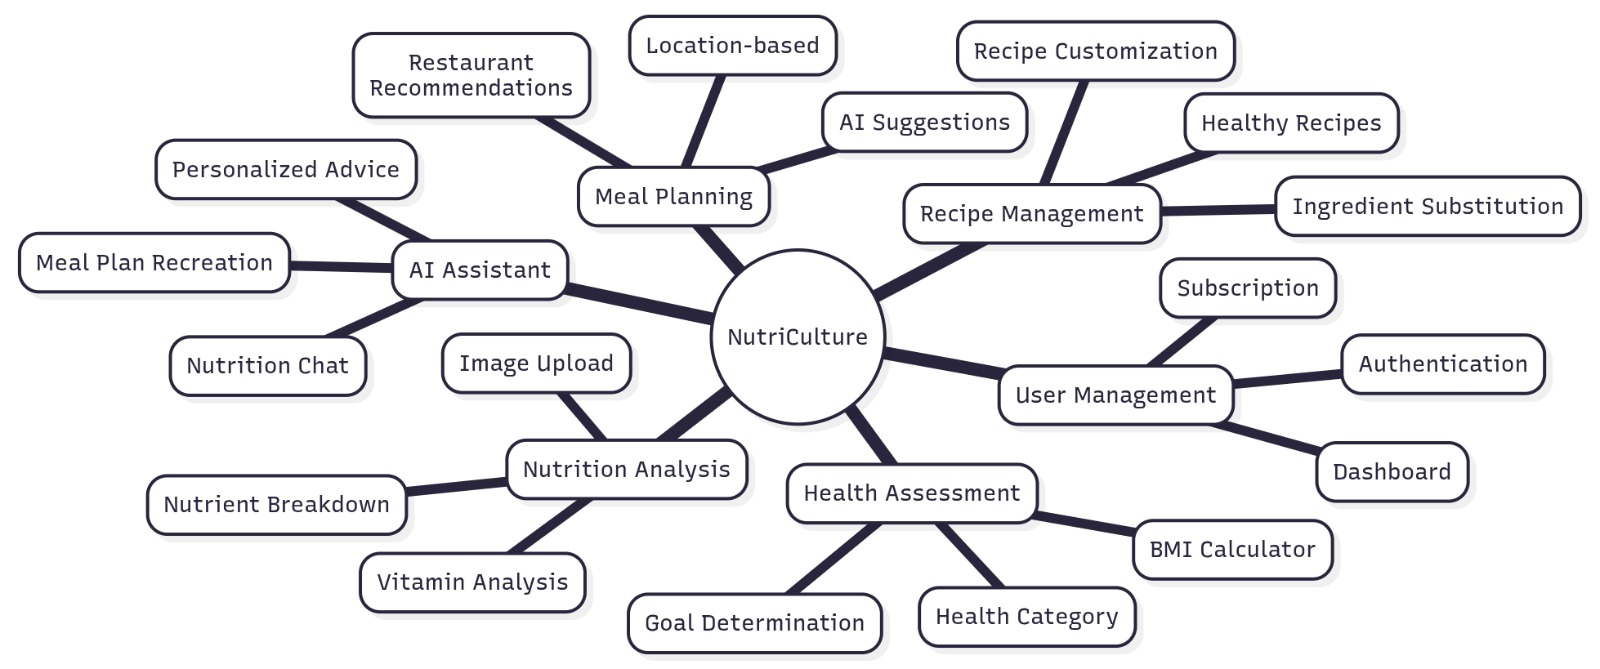 Location-based
Recipe Customization
Restaurant
Recommendations
AI Suggestions
Healthy Recipes
Personalized Advice
Meal Planning
Recipe Management
Ingredient Substitution
Meal Plan Recreation
AI Assistant
Subscription
NutriCulture
Nutrition Chat
Image Upload
Authentication
User Management
Nutrition Analysis
Dashboard
Health Assessment
Nutrient Breakdown
BMI Calculator
Vitamin Analysis
Goal Determination
Health Category